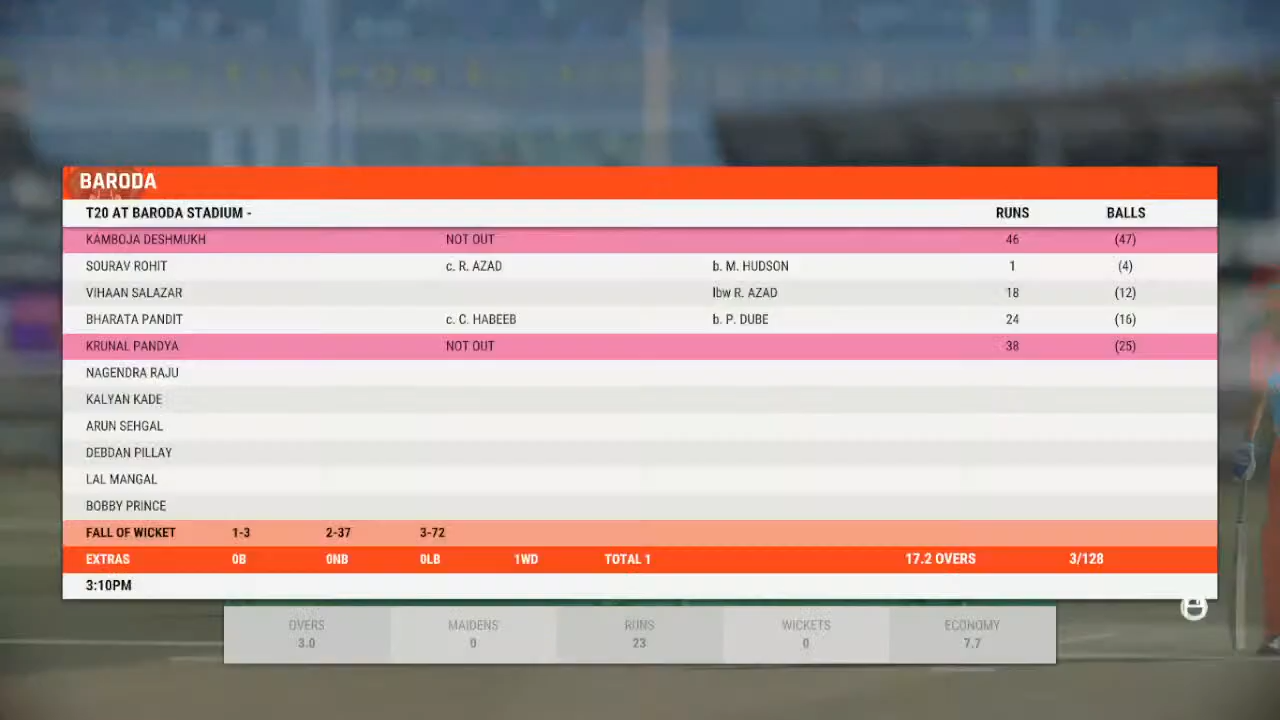 BARODA
T20 AT BARODA STADIUM - RUNS BALLS
KAMBOJA DESHMUKH NOT OUT 46 (47)
SOURAV ROHIT c. R. AZAD b. M. HUDSON 1 (4)
VIHAAN SALAZAR lbw R. AZAD 18 (12)
BHARATA PANDIT c. C. HABEEB b. P. DUBE 24 (16)
KRUNAL PANDYA NOT OUT 38 (25)
NAGENDRA RAJU
KALYAN KADE
ARUN SEHGAL
DEBDAN PILLAY
LAL MANGAL
BOBBY PRINCE
FALL OF WICKET 1-3 2-37 3-72
EXTRAS 0B 0NB 0LB 1WD TOTAL 1 17.2 OVERS 3/128
3:10PM
OVERS MAIDENS RUNS WICKETS ECONOMY
3.0 0 23 0 7.7